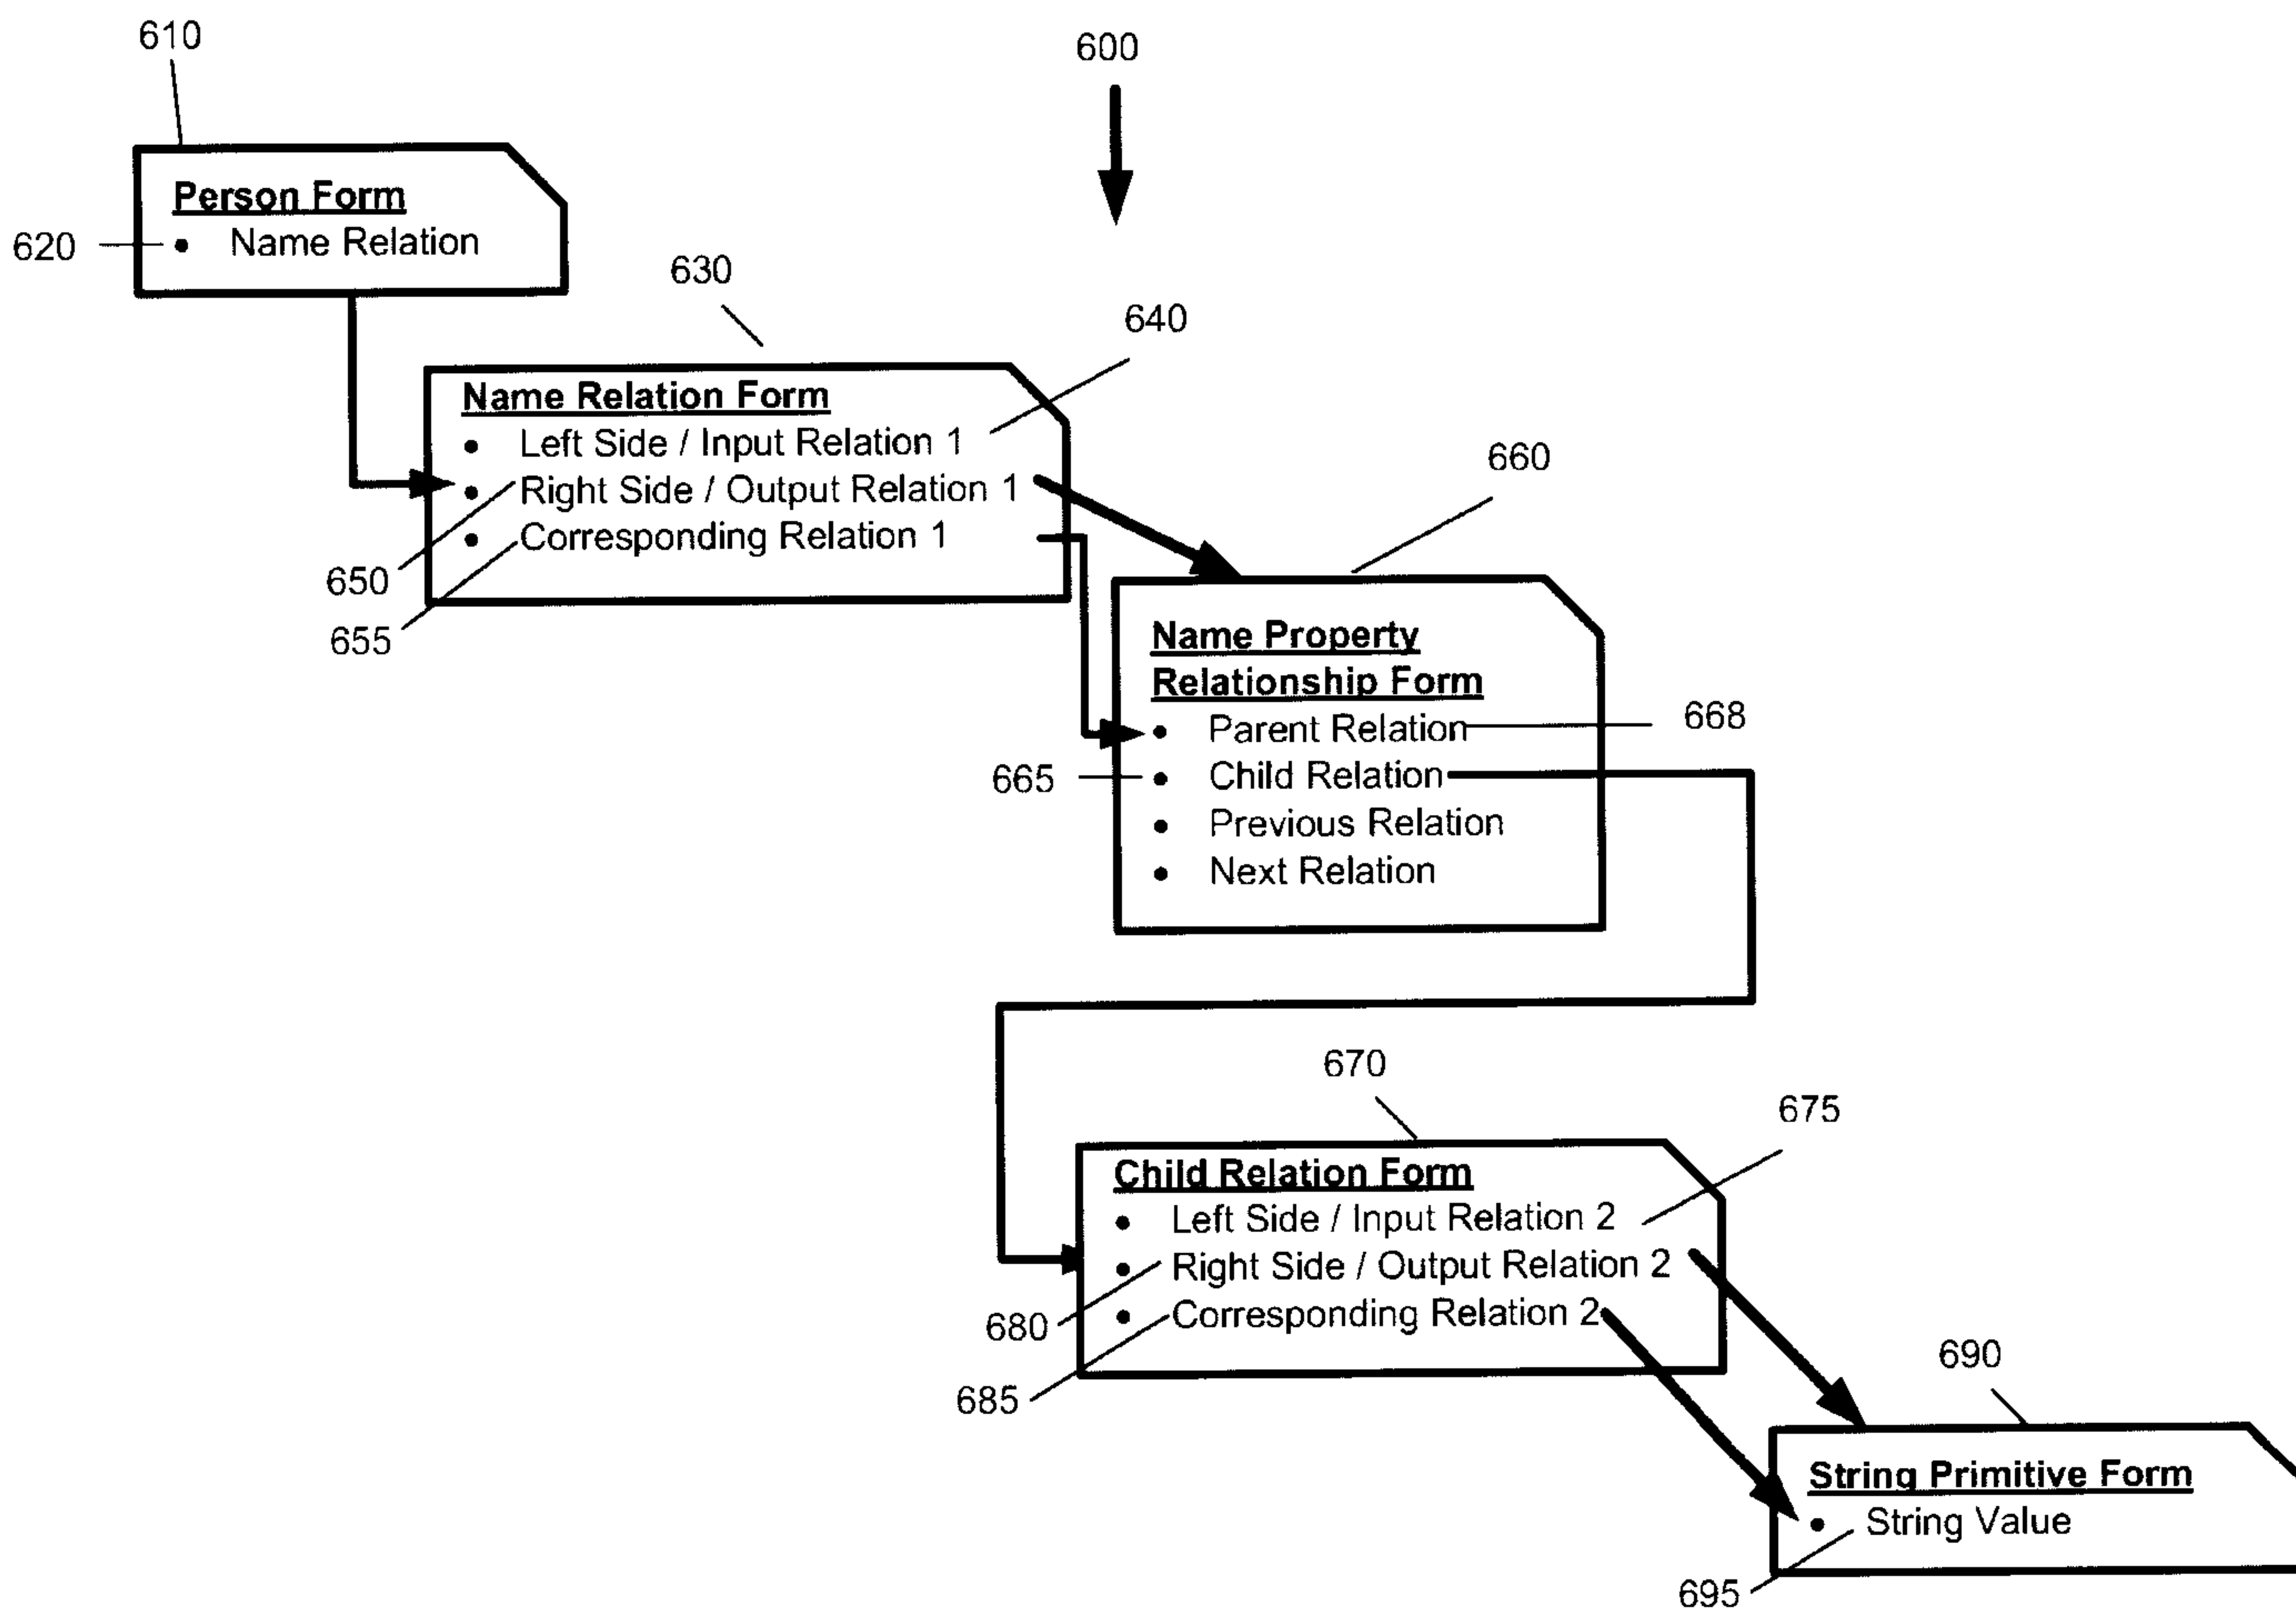 610
600
Person Form
620
• Name Relation
630
640
Name Relation Form
• Left Side / Input Relation 1
• Right Side / Output Relation 1
• Corresponding Relation 1
650
655
660
Name Property
Relationship Form
• Parent Relation
668
665
• Child Relation
• Previous Relation
• Next Relation
670
675
Child Relation Form
• Left Side / Input Relation 2
• Right Side / Output Relation 2
• Corresponding Relation 2
680
685
690
String Primitive Form
• String Value
695